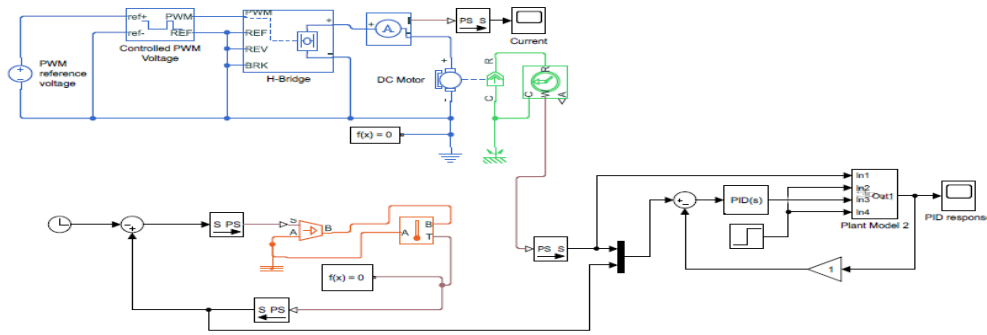 ref+ PWM
ref- REF
Controlled PWM
Voltage
PWM
reference
voltage
PWM
REF
REV
BRK
H-Bridge
+
-
+
A
-
PS S
Current
DC Motor
+
-
R
C
R
C
W
A
f(x) = 0
In1
In2
In3
In4
Out1
Plant Model 2
PID(s)
PID response
+
-
-
+
S PS
S
A
B
A
B
T
f(x) = 0
S PS
PS S
1